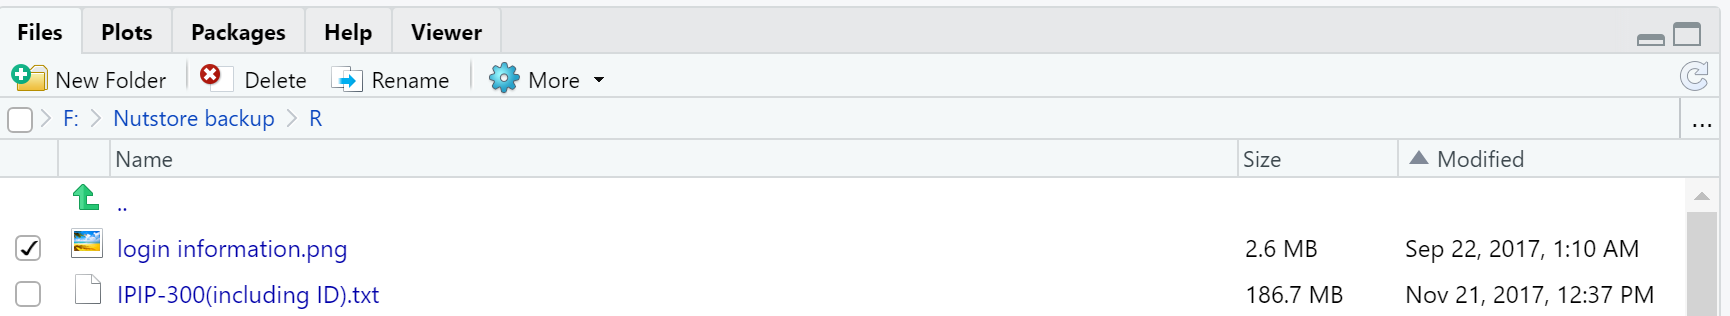 Files Plots Packages Help Viewer
New Folder Delete Rename More
F: Nutstore backup R ...
Name Size Modified
..
login information.png 2.6 MB Sep 22, 2017, 1:10 AM
IPIP-300(including ID).txt 186.7 MB Nov 21, 2017, 12:37 PM